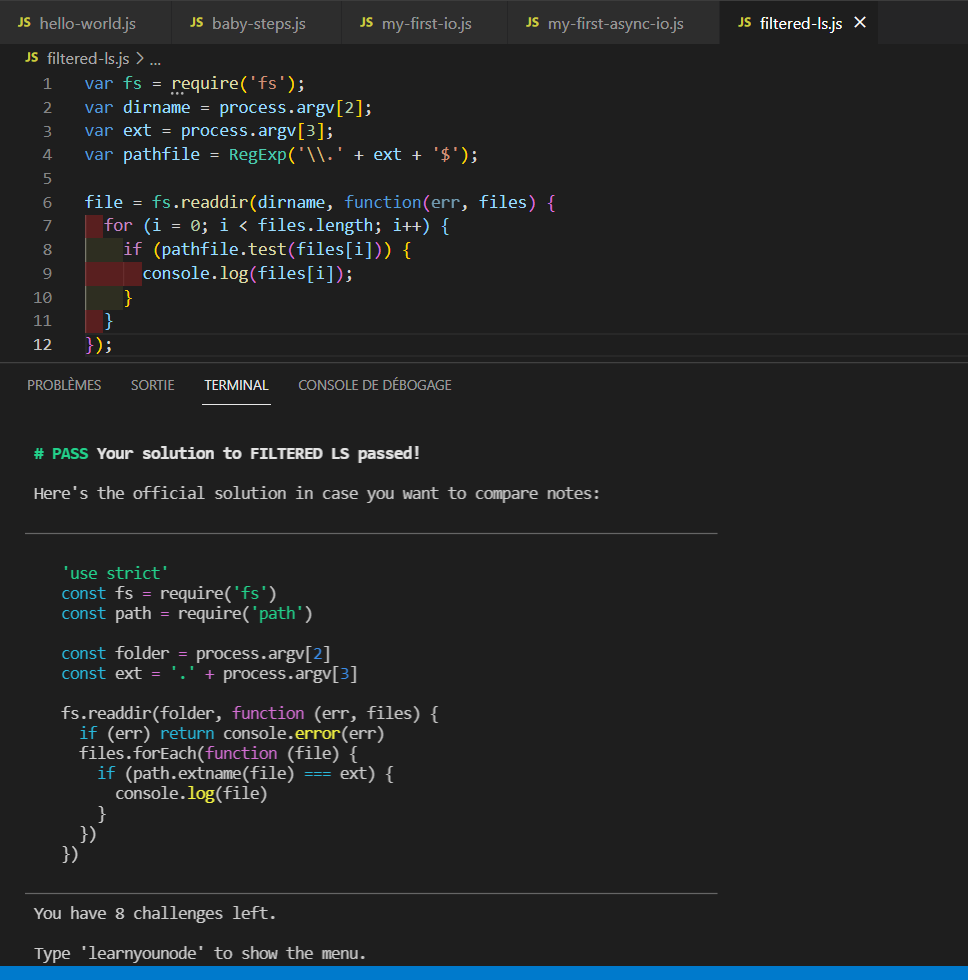 JS hello-world.js JS baby-steps.js JS my-first-io.js JS my-first-async-io.js JS filtered-ls.js ×
JS filtered-ls.js > ...
1 var fs = require('fs');
2 var dirname = process.argv[2];
3 var ext = process.argv[3];
4 var pathfile = RegExp('\\.' + ext + '$');
5
6 file = fs.readdir(dirname, function(err, files) {
7 for (i = 0; i < files.length; i++) {
8 if (pathfile.test(files[i])) {
9 console.log(files[i]);
10 }
11 }
12 });
PROBLÈMES SORTIE TERMINAL CONSOLE DE DÉBOGAGE
# PASS Your solution to FILTERED LS passed!
Here's the official solution in case you want to compare notes:
'use strict'
const fs = require('fs')
const path = require('path')
const folder = process.argv[2]
const ext = '.' + process.argv[3]
fs.readdir(folder, function (err, files) {
if (err) return console.error(err)
files.forEach(function (file) {
if (path.extname(file) === ext) {
console.log(file)
}
})
})
You have 8 challenges left.
Type 'learnyounode' to show the menu.